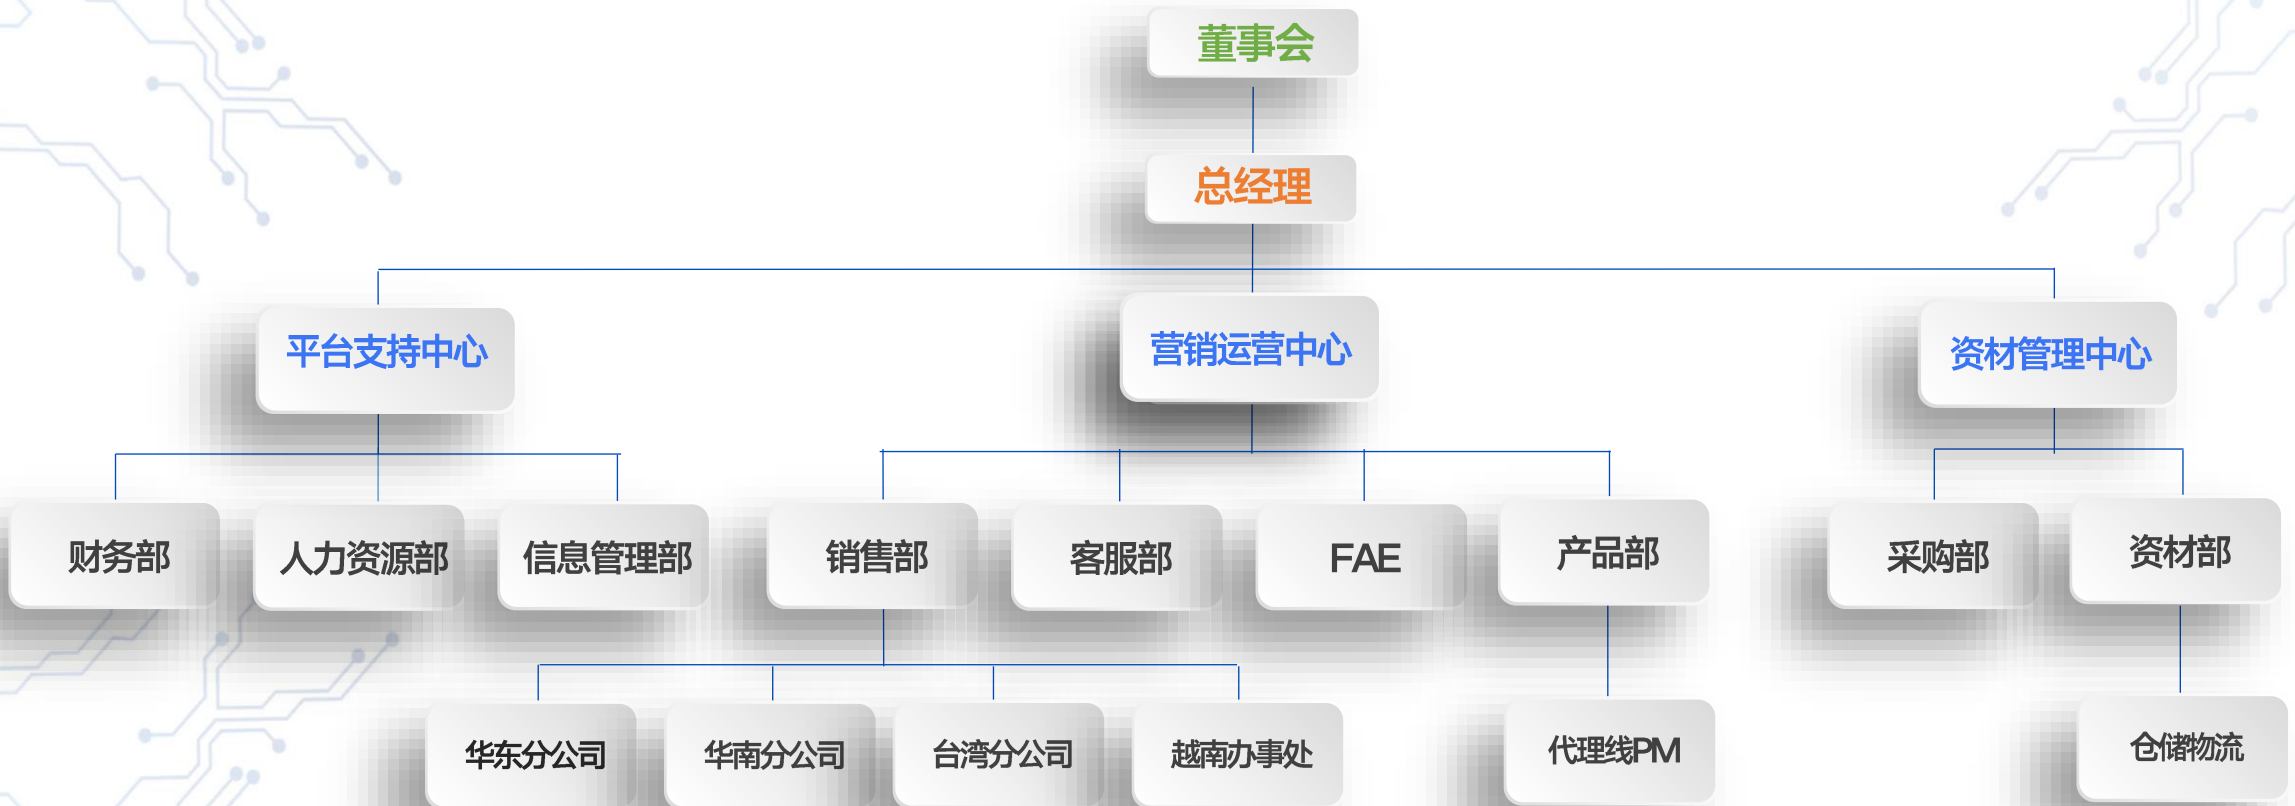 董事会
总经理
平台支持中心
营销运营中心
资材管理中心
财务部
人力资源部
信息管理部
销售部
客服部
FAE
产品部
采购部
资材部
华东分公司
华南分公司
台湾分公司
越南办事处
代理线PM
仓储物流